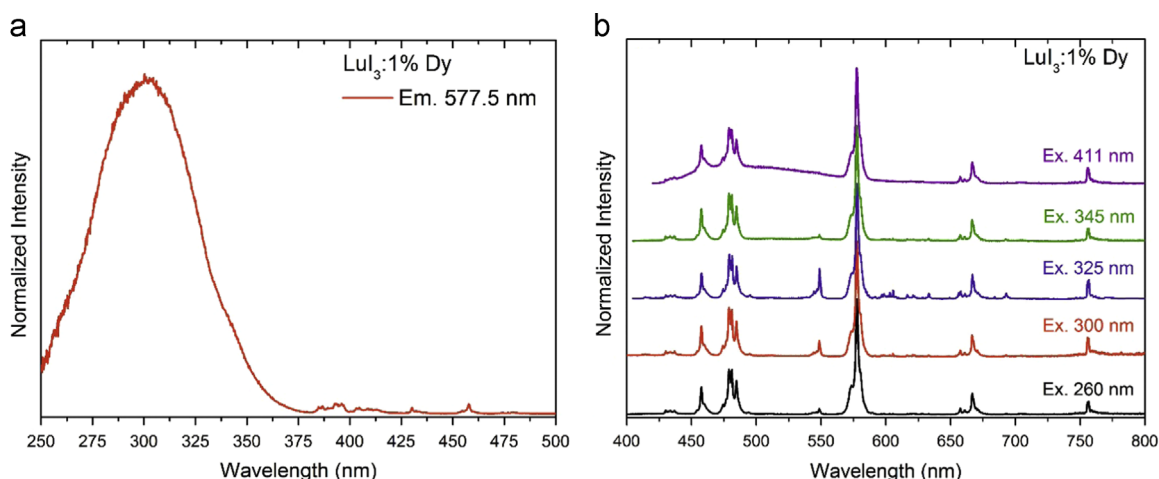 a
LuI₃:1% Dy
Em. 577.5 nm
Normalized Intensity
250 275 300 325 350 375 400 425 450 475 500
Wavelength (nm)
b
LuI₃:1% Dy
Ex. 411 nm
Ex. 345 nm
Ex. 325 nm
Ex. 300 nm
Ex. 260 nm
Normalized Intensity
400 450 500 550 600 650 700 750 800
Wavelength (nm)